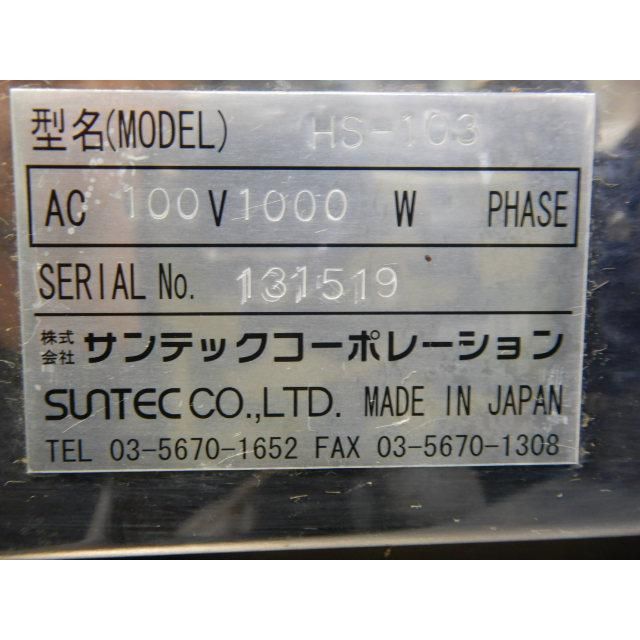 型名(MODEL) HS-103
AC 100 V 1000 W PHASE
SERIAL No. 131519
株式会社 サンテックコーポレーション
SUNTEC CO.,LTD. MADE IN JAPAN
TEL 03-5670-1652 FAX 03-5670-1308